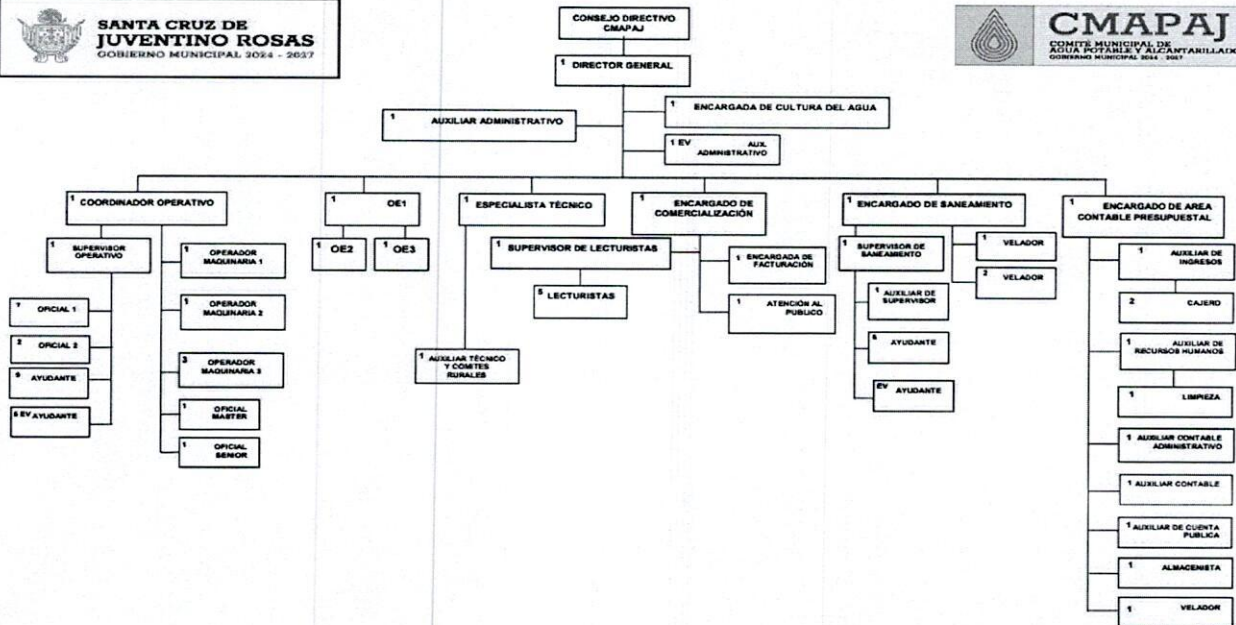 SANTA CRUZ DE
JUVENTINO ROSAS
GOBIERNO MUNICIPAL 2024 - 2027
CONSEJO DIRECTIVO
CMAPAJ
CMAPAJ
COMITÉ MUNICIPAL DE
AGUA POTABLE Y ALCANTARILLADO
GOBIERNO MUNICIPAL 2024 - 2027
1 DIRECTOR GENERAL
1 ENCARGADA DE CULTURA DEL AGUA
1 AUXILIAR ADMINISTRATIVO
1 EV AUX.
ADMINISTRATIVO
1 COORDINADOR OPERATIVO
1 SUPERVISOR
OPERATIVO
7 OFICIAL 1
2 OFICIAL 2
9 AYUDANTE
6 EV AYUDANTE
1 OPERADOR
MAQUINARIA 1
1 OPERADOR
MAQUINARIA 2
3 OPERADOR
MAQUINARIA 3
1 OFICIAL
MASTER
1 OFICIAL
SENIOR
1 OE1
1 OE2
1 OE3
1 ESPECIALISTA TÉCNICO
1 AUXILIAR TÉCNICO
Y COMITES
RURALES
1 ENCARGADO DE
COMERCIALIZACIÓN
1 SUPERVISOR DE LECTURISTAS
5 LECTURISTAS
1 ENCARGADA DE
FACTURACIÓN
1 ATENCIÓN AL
PUBLICO
1 ENCARGADO DE SANEAMIENTO
1 SUPERVISOR DE
SANEAMIENTO
1 AUXILIAR DE
SUPERVISOR
AYUDANTE
EV AYUDANTE
1 VELADOR
2 VELADOR
1 ENCARGADO DE AREA
CONTABLE PRESUPUESTAL
1 AUXILIAR DE
INGRESOS
2 CAJERO
1 AUXILIAR DE
RECURSOS HUMANOS
1 LIMPIEZA
1 AUXILIAR CONTABLE
ADMINISTRATIVO
1 AUXILIAR CONTABLE
1 AUXILIAR DE CUENTA
PUBLICA
1 ALMACENISTA
1 VELADOR